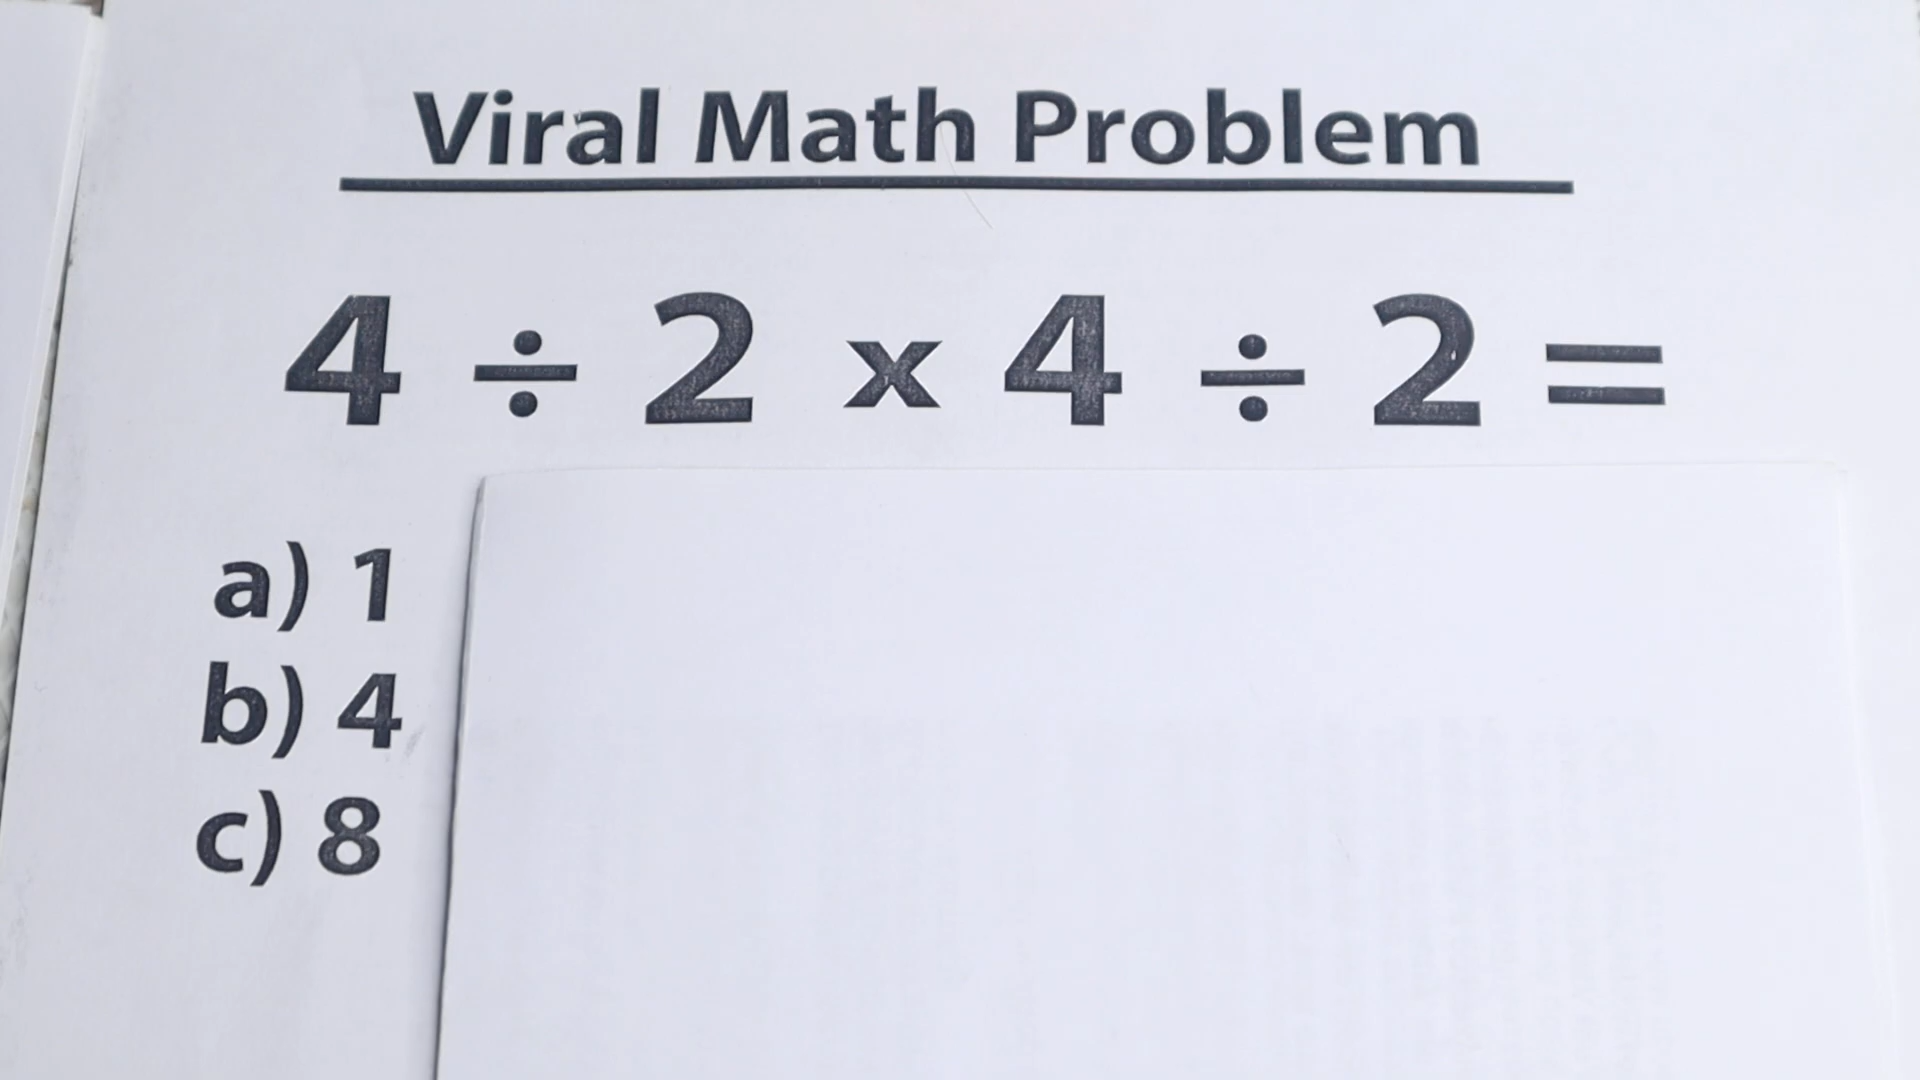 Viral Math Problem
4 ÷ 2 x 4 ÷ 2 =
a) 1
b) 4
c) 8